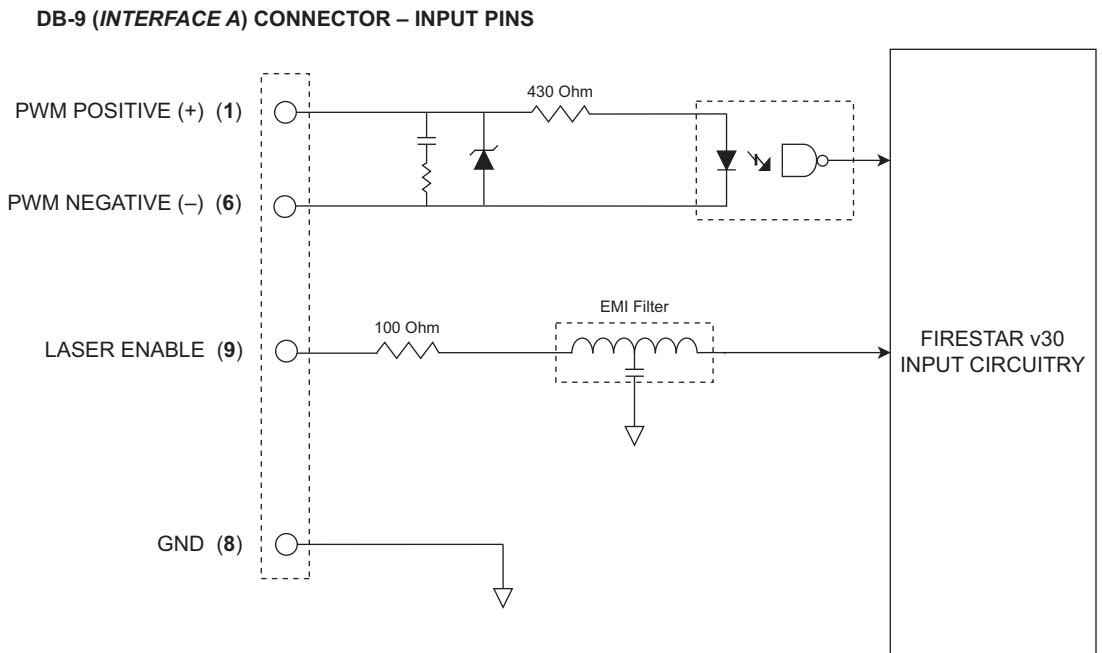 DB-9 (INTERFACE A) CONNECTOR – INPUT PINS
430 Ohm
PWM POSITIVE (+) (1)
PWM NEGATIVE (–) (6)
EMI Filter
100 Ohm
LASER ENABLE (9)
FIRESTAR v30
INPUT CIRCUITRY
GND (8)